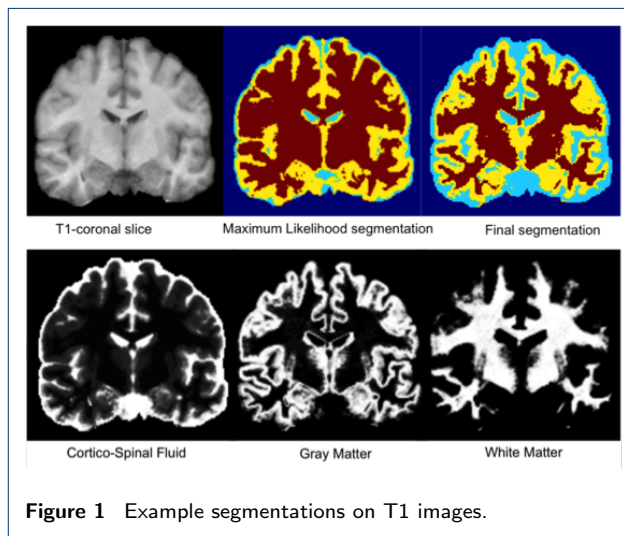 T1-coronal slice
Maximum Likelihood segmentation
Final segmentation
Cortico-Spinal Fluid
Gray Matter
White Matter
Figure 1 Example segmentations on T1 images.